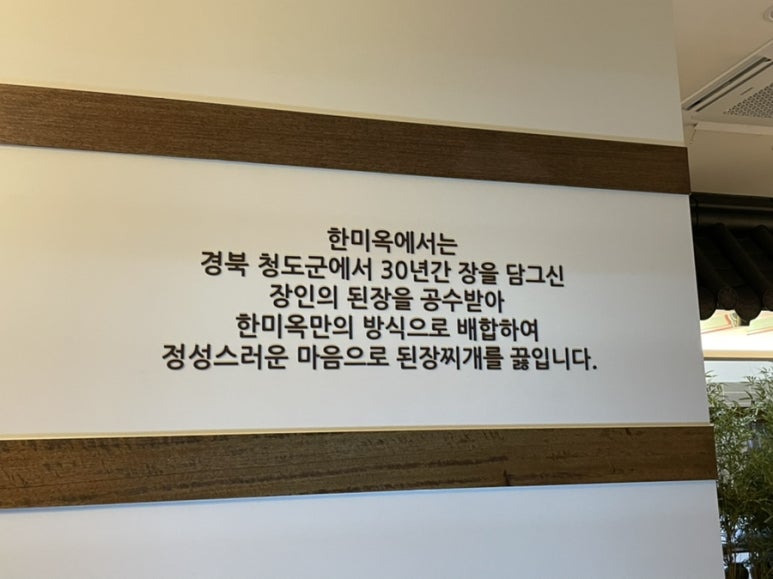 한미옥에서는
경북 청도군에서 30년간 장을 담그신
장인의 된장을 공수받아
한미옥만의 방식으로 배합하여
정성스러운 마음으로 된장찌개를 끓입니다.